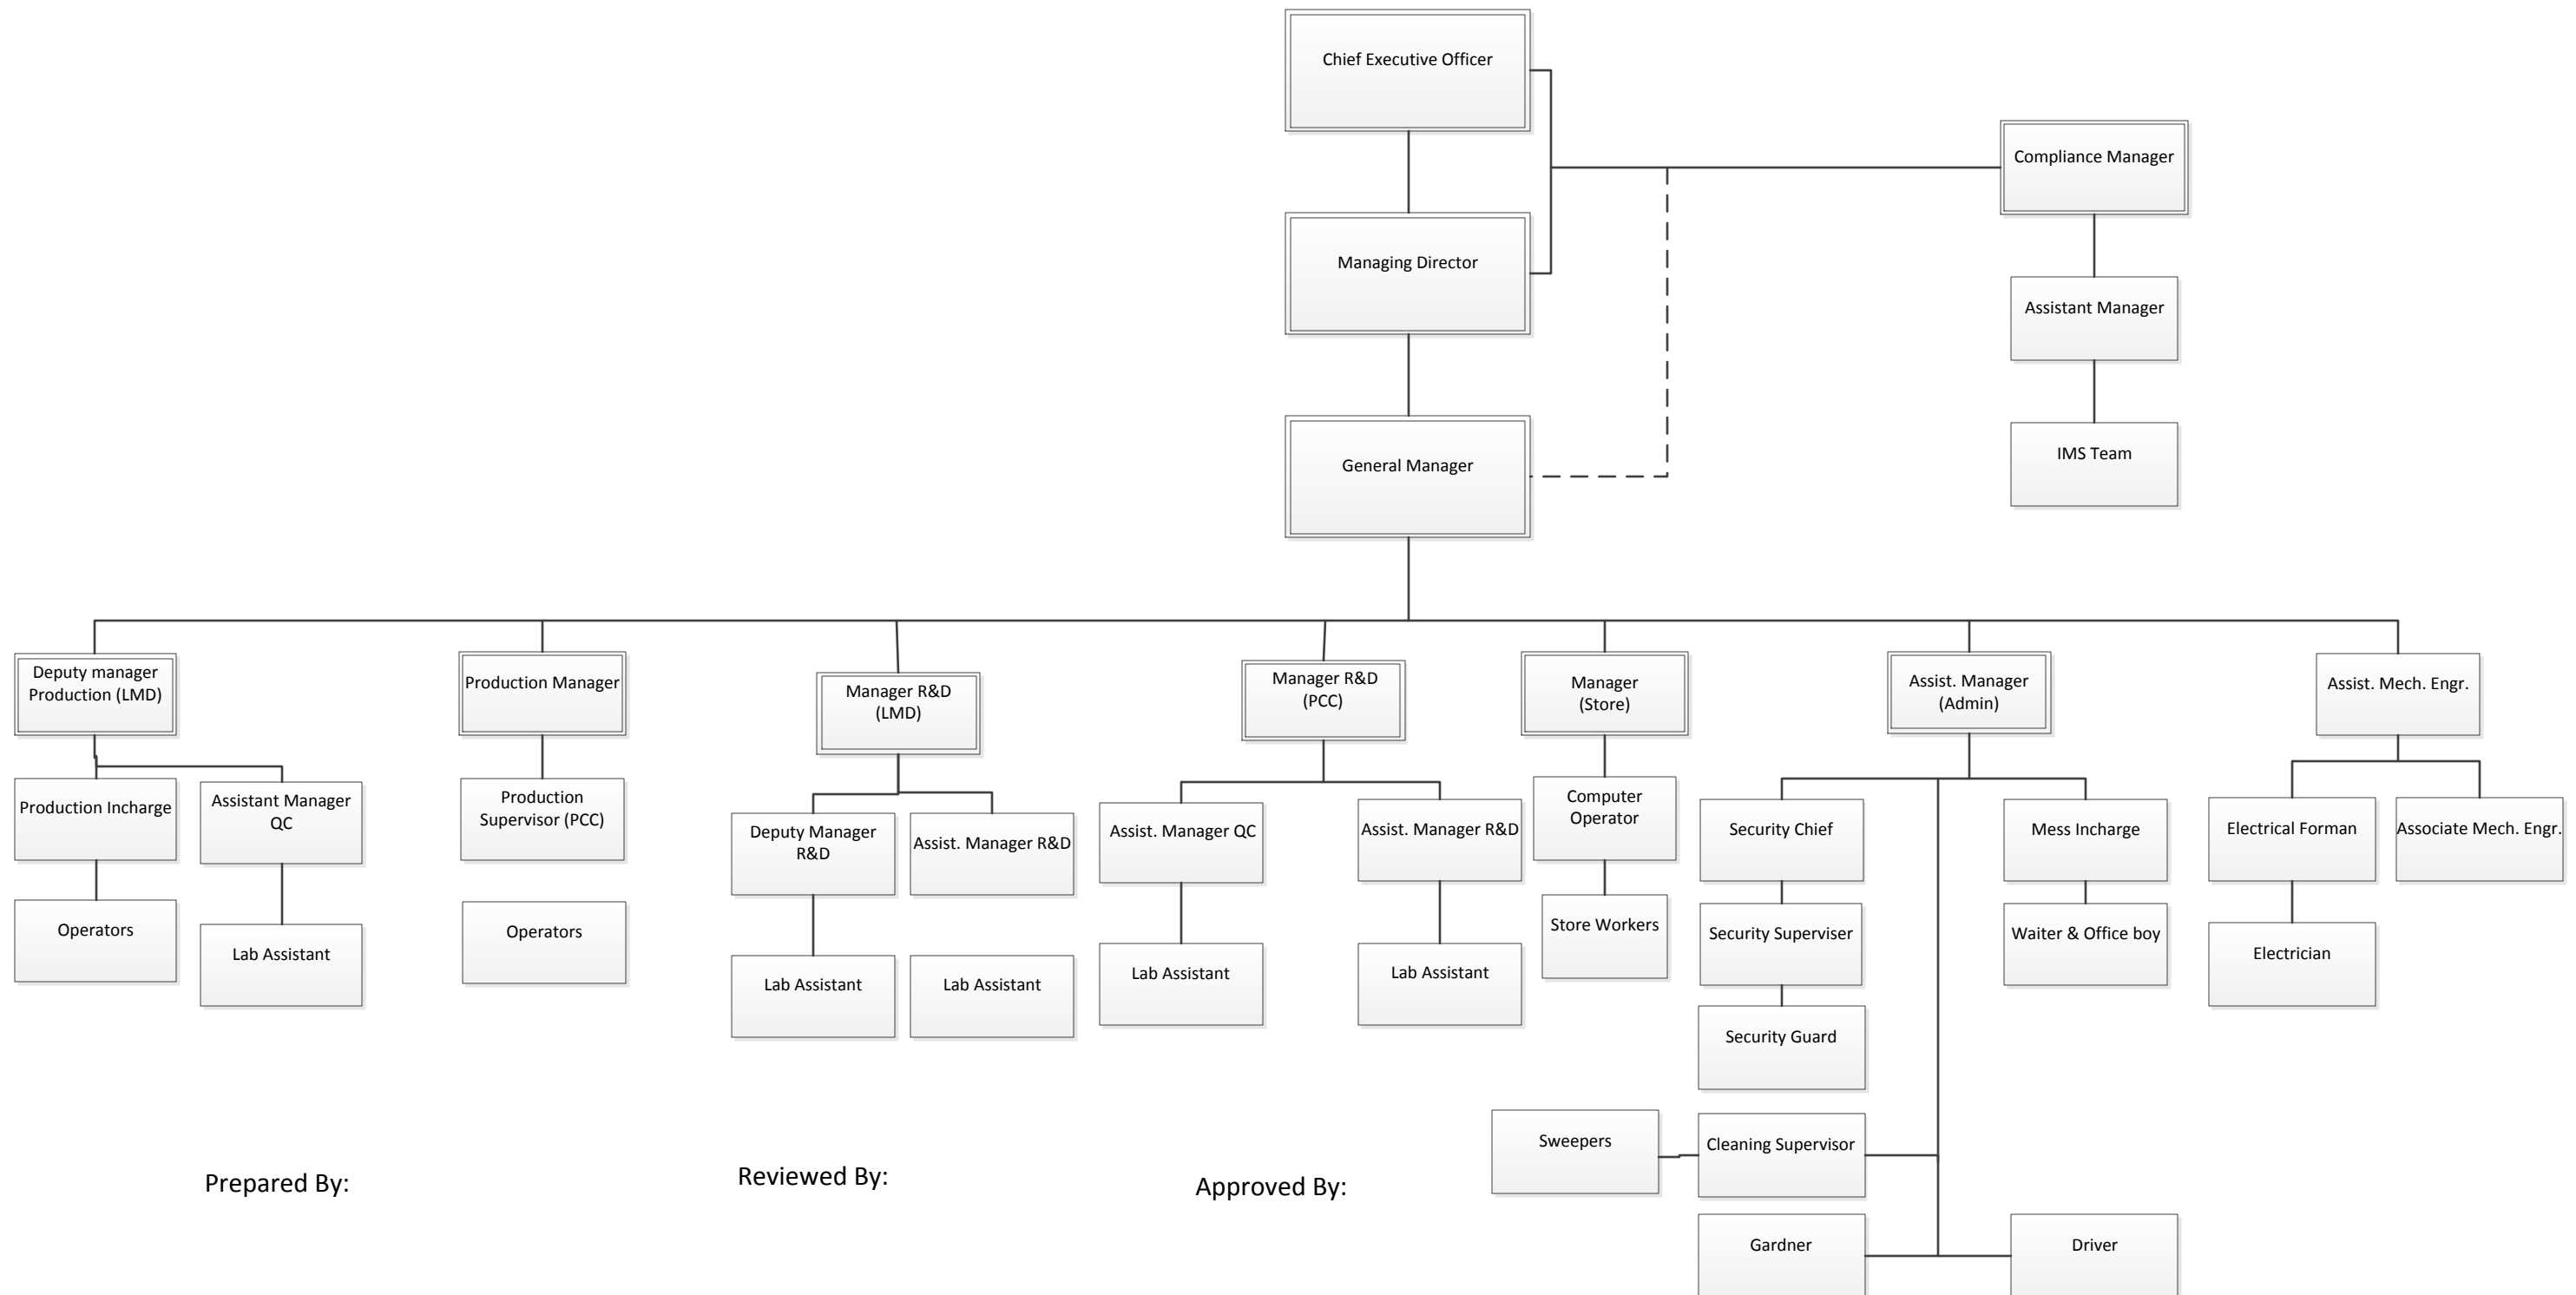 Chief Executive Officer
Compliance Manager
Managing Director
Assistant Manager
IMS Team
General Manager
Deputy manager
Production (LMD)
Production Manager
Manager R&D
(LMD)
Manager R&D
(PCC)
Manager
(Store)
Assist. Manager
(Admin)
Assist. Mech. Engr.
Production Incharge
Assistant Manager
QC
Production
Supervisor (PCC)
Deputy Manager
R&D
Assist. Manager R&D
Assist. Manager QC
Assist. Manager R&D
Computer
Operator
Security Chief
Mess Incharge
Electrical Forman
Associate Mech. Engr.
Operators
Lab Assistant
Operators
Lab Assistant
Lab Assistant
Lab Assistant
Lab Assistant
Store Workers
Security Superviser
Waiter & Office boy
Electrician
Security Guard
Sweepers
Cleaning Supervisor
Prepared By:
Reviewed By:
Approved By:
Gardner
Driver